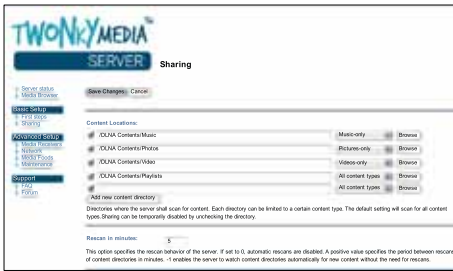 TWONKYMEDIA™
SERVER
Sharing
Server status
Media Browser
Save Changes Cancel
Basic Setup
First steps
Sharing
Advanced Setup
Media Receivers
Network
Media Feeds
Maintenance
Support
FAQ
Forum
Content Locations:
/DLNA Contents/Music Music-only Browse
/DLNA Contents/Photos Pictures-only Browse
/DLNA Contents/Video Videos-only Browse
/DLNA Contents/Playlists All content types Browse
All content types Browse
Add new content directory
Directories where the server shall scan for content. Each directory can be limited to a certain content type. The default setting will scan for all content
types.Sharing can be temporarily disabled by unchecking the directory.
Rescan in minutes: 5
This option specifies the rescan behavior of the server. If set to 0, automatic rescans are disabled. A positive value specifies the period between rescans
of content directories in minutes. -1 enables the server to watch content directories automatically for new content without the need for rescans.